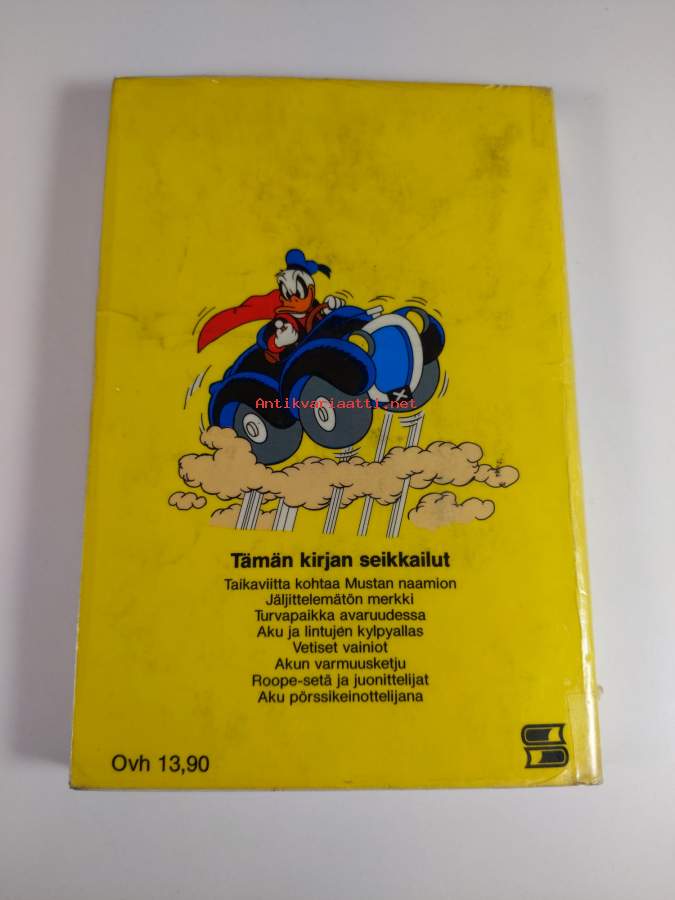 Antikvariaatti.net
Tämän kirjan seikkailut
Taikaviitta kohtaa Mustan naamion
Jäljittelemätön merkki
Turvapaikka avaruudessa
Aku ja lintujen kylpyallas
Vetiset vainiot
Akun varmuusketju
Roope-setä ja juonittelijat
Aku pörssikeinottelijana
Ovh 13,90